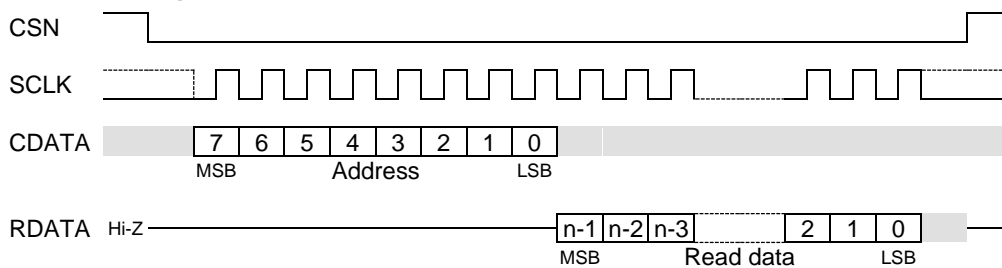 CSN
SCLK
CDATA 7 6 5 4 3 2 1 0
MSB Address LSB
RDATA Hi-Z n-1 n-2 n-3 2 1 0
MSB Read data LSB